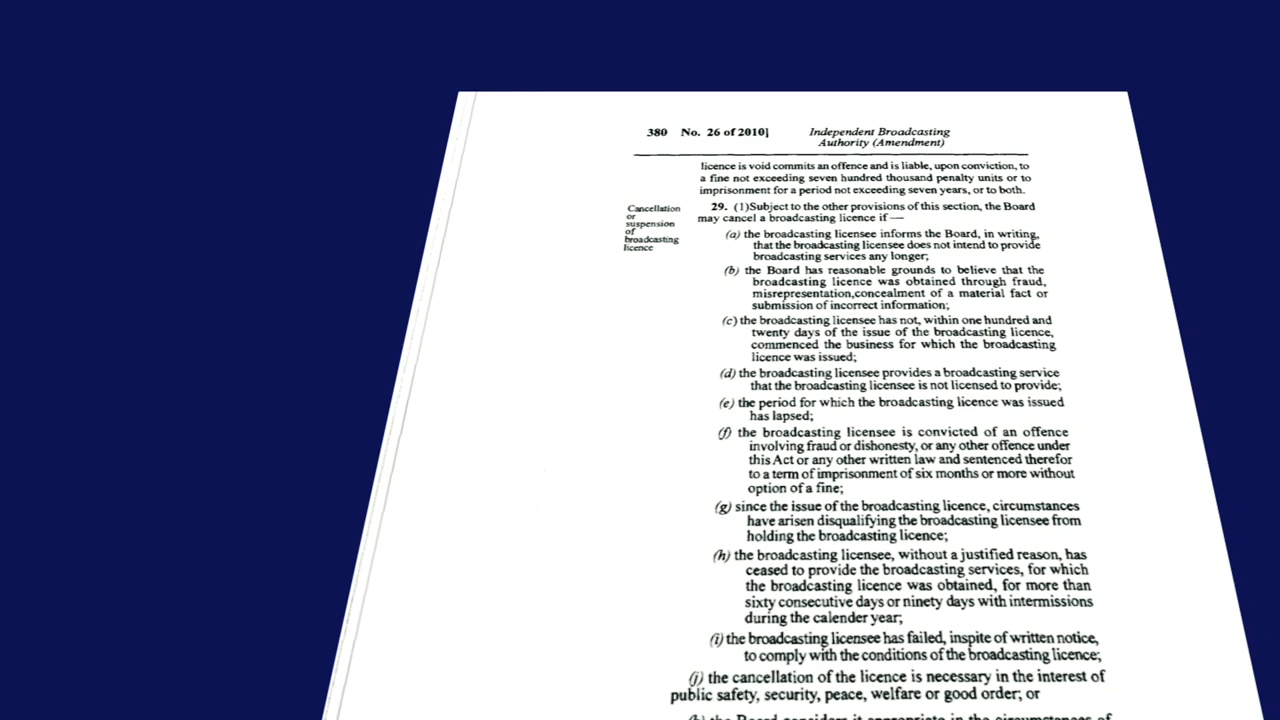 380 No. 26 of 2010] Independent Broadcasting
Authority (Amendment)
licence is void commits an offence and is liable, upon conviction, to
a fine not exceeding seven hundred thousand penalty units or to
imprisonment for a period not exceeding seven years, or to both.
Cancellation
or
suspension
of
broadcasting
licence
29. (1)Subject to the other provisions of this section, the Board
may cancel a broadcasting licence if —
(a) the broadcasting licensee informs the Board, in writing,
that the broadcasting licensee does not intend to provide
broadcasting services any longer;
(b) the Board has reasonable grounds to believe that the
broadcasting licence was obtained through fraud,
misrepresentation,concealment of a material fact or
submission of incorrect information;
(c) the broadcasting licensee has not, within one hundred and
twenty days of the issue of the broadcasting licence,
commenced the business for which the broadcasting
licence was issued;
(d) the broadcasting licensee provides a broadcasting service
that the broadcasting licensee is not licensed to provide;
(e) the period for which the broadcasting licence was issued
has lapsed;
(f) the broadcasting licensee is convicted of an offence
involving fraud or dishonesty, or any other offence under
this Act or any other written law and sentenced therefor
to a term of imprisonment of six months or more without
option of a fine;
(g) since the issue of the broadcasting licence, circumstances
have arisen disqualifying the broadcasting licensee from
holding the broadcasting licence;
(h) the broadcasting licensee, without a justified reason, has
ceased to provide the broadcasting services, for which
the broadcasting licence was obtained, for more than
sixty consecutive days or ninety days with intermissions
during the calender year;
(i) the broadcasting licensee has failed, inspite of written notice,
to comply with the conditions of the broadcasting licence;
(j) the cancellation of the licence is necessary in the interest of
public safety, security, peace, welfare or good order; or
(k) the Board considers it appropriate in the circumstances of